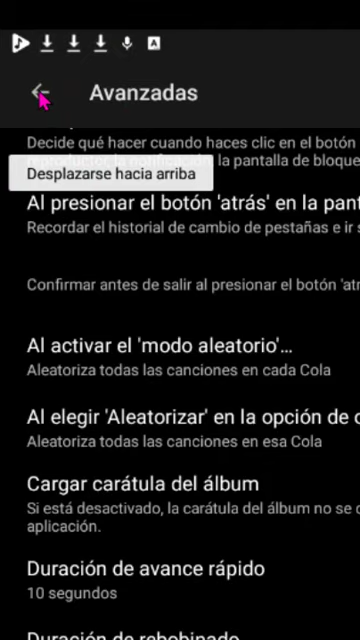 A
Avanzadas
Decide qué hacer cuando haces clic en el botón
la pantalla de bloque
Desplazarse hacia arriba
Al presionar el botón 'atrás' en la pant
Recordar el historial de cambio de pestañas e ir s
Confirmar antes de salir al presionar el botón 'atr
Al activar el 'modo aleatorio'...
Aleatoriza todas las canciones en cada Cola
Al elegir 'Aleatorizar' en la opción de c
Aleatoriza todas las canciones en esa Cola
Cargar carátula del álbum
Si está desactivado, la carátula del álbum no se c
aplicación.
Duración de avance rápido
10 segundos
Duración de rebobinado